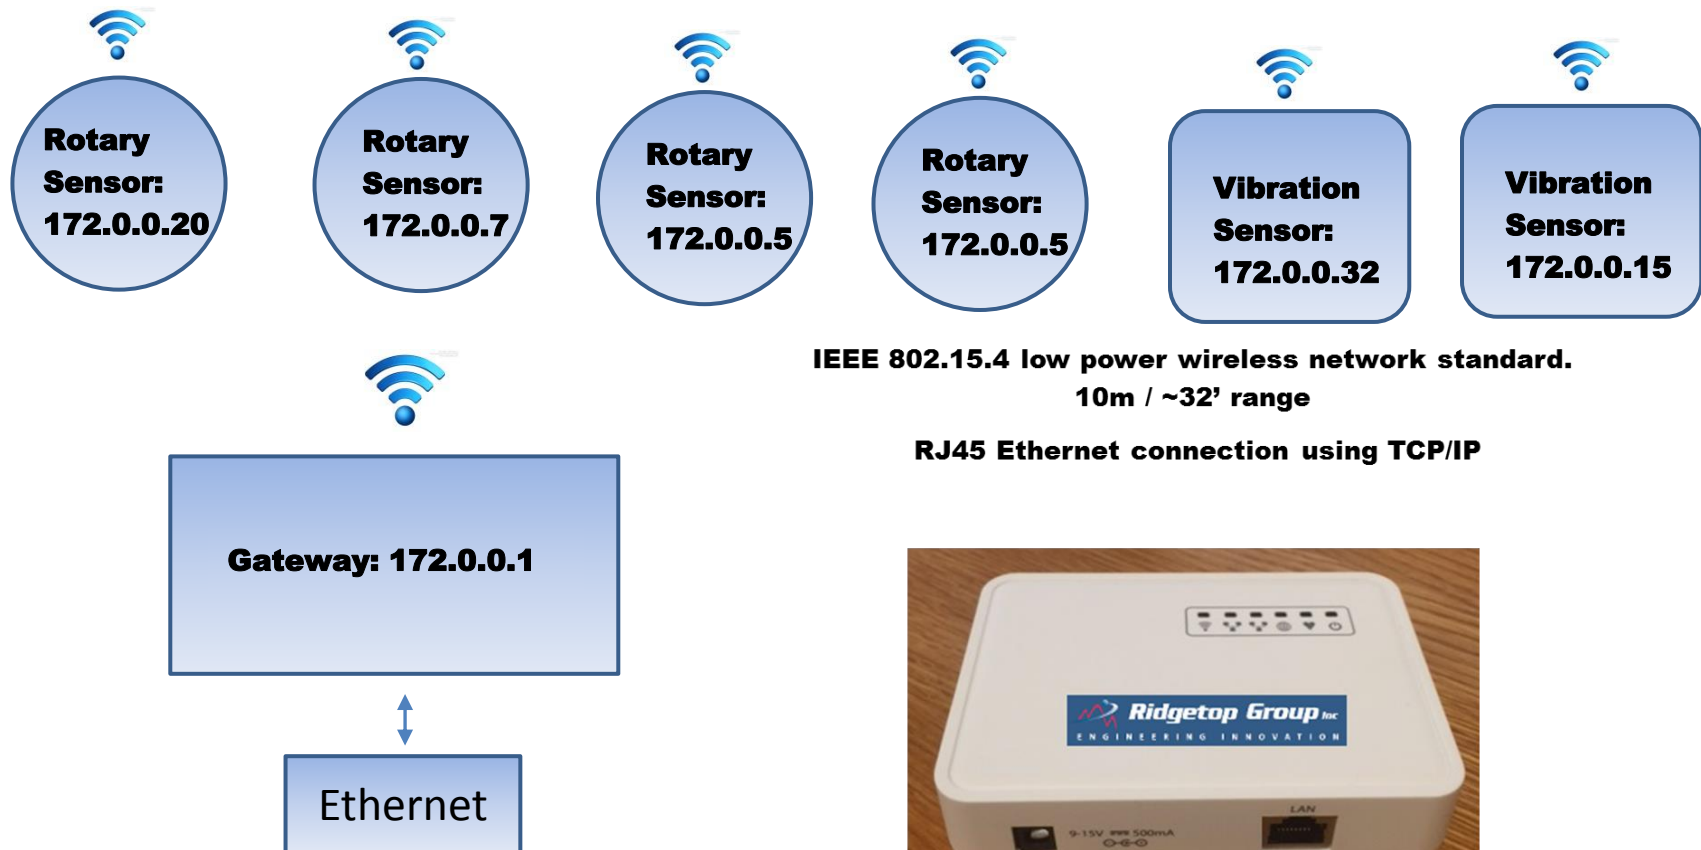 Rotary
Sensor:
172.0.0.20
Rotary
Sensor:
172.0.0.7
Rotary
Sensor:
172.0.0.5
Rotary
Sensor:
172.0.0.5
Vibration
Sensor:
172.0.0.32
Vibration
Sensor:
172.0.0.15
IEEE 802.15.4 low power wireless network standard.
10m / ~32’ range
RJ45 Ethernet connection using TCP/IP
Gateway: 172.0.0.1
Ethernet
Ridgetop Group Inc
ENGINEERING INNOVATION
LAN
9-15V 500mA